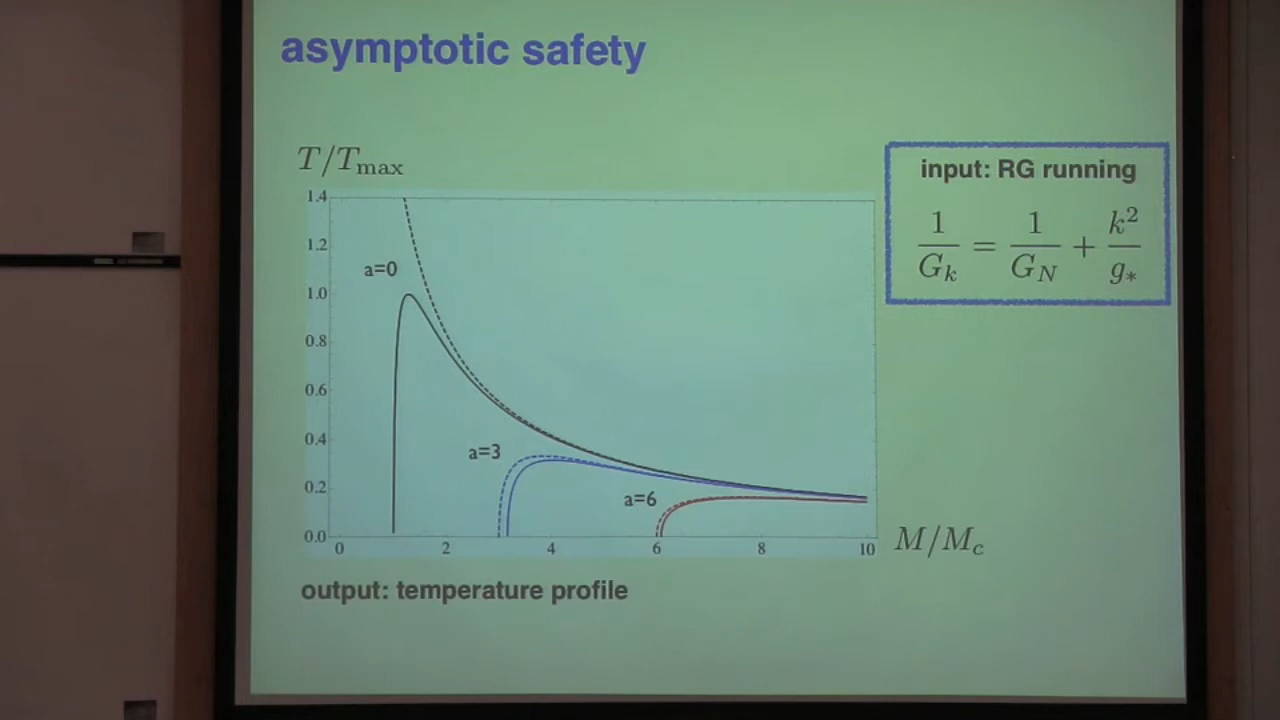 asymptotic safety
T/T_max
input: RG running
1/G_k = 1/G_N + k²/g_*
1.4
1.2
a=0
1.0
0.8
0.6
0.4
a=3
0.2
a=6
0.0
0 2 4 6 8 10
M/M_c
output: temperature profile